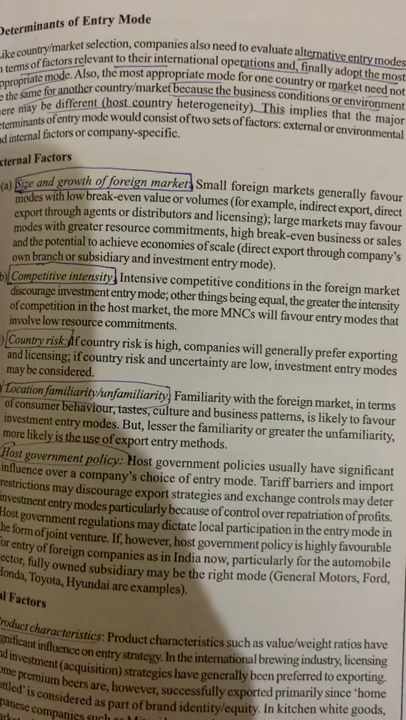 Determinants of Entry Mode
Like country/market selection, companies also need to evaluate alternative entry modes
in terms of factors relevant to their international operations and, finally adopt the most
appropriate mode. Also, the most appropriate mode for one country or market need not
be the same for another country/market because the business conditions or environment
there may be different (host country heterogeneity). This implies that the major
determinants of entry mode would consist of two sets of factors: external or environmental
and internal factors or company-specific.
External Factors
(a) Size and growth of foreign market: Small foreign markets generally favour
modes with low break-even value or volumes (for example, indirect export, direct
export through agents or distributors and licensing); large markets may favour
modes with greater resource commitments, high break-even business or sales
and the potential to achieve economies of scale (direct export through company's
own branch or subsidiary and investment entry mode).
b) Competitive intensity: Intensive competitive conditions in the foreign market
discourage investment entry mode; other things being equal, the greater the intensity
of competition in the host market, the more MNCs will favour entry modes that
involve low resource commitments.
) Country risk: If country risk is high, companies will generally prefer exporting
and licensing; if country risk and uncertainty are low, investment entry modes
may be considered.
Location familiarity/unfamiliarity: Familiarity with the foreign market, in terms
of consumer behaviour, tastes, culture and business patterns, is likely to favour
investment entry modes. But, lesser the familiarity or greater the unfamiliarity,
more likely is the use of export entry methods.
Host government policy: Host government policies usually have significant
influence over a company's choice of entry mode. Tariff barriers and import
restrictions may discourage export strategies and exchange controls may deter
investment entry modes particularly because of control over repatriation of profits.
Host government regulations may dictate local participation in the entry mode in
the form of joint venture. If, however, host government policy is highly favourable
for entry of foreign companies as in India now, particularly for the automobile
sector, fully owned subsidiary may be the right mode (General Motors, Ford,
Honda, Toyota, Hyundai are examples).
al Factors
Product characteristics: Product characteristics such as value/weight ratios have
significant influence on entry strategy. In the international brewing industry, licensing
and investment (acquisition) strategies have generally been preferred to exporting.
Some premium beers are, however, successfully exported primarily since 'home
bottled' is considered as part of brand identity/equity. In kitchen white goods,
Japanese companies such as